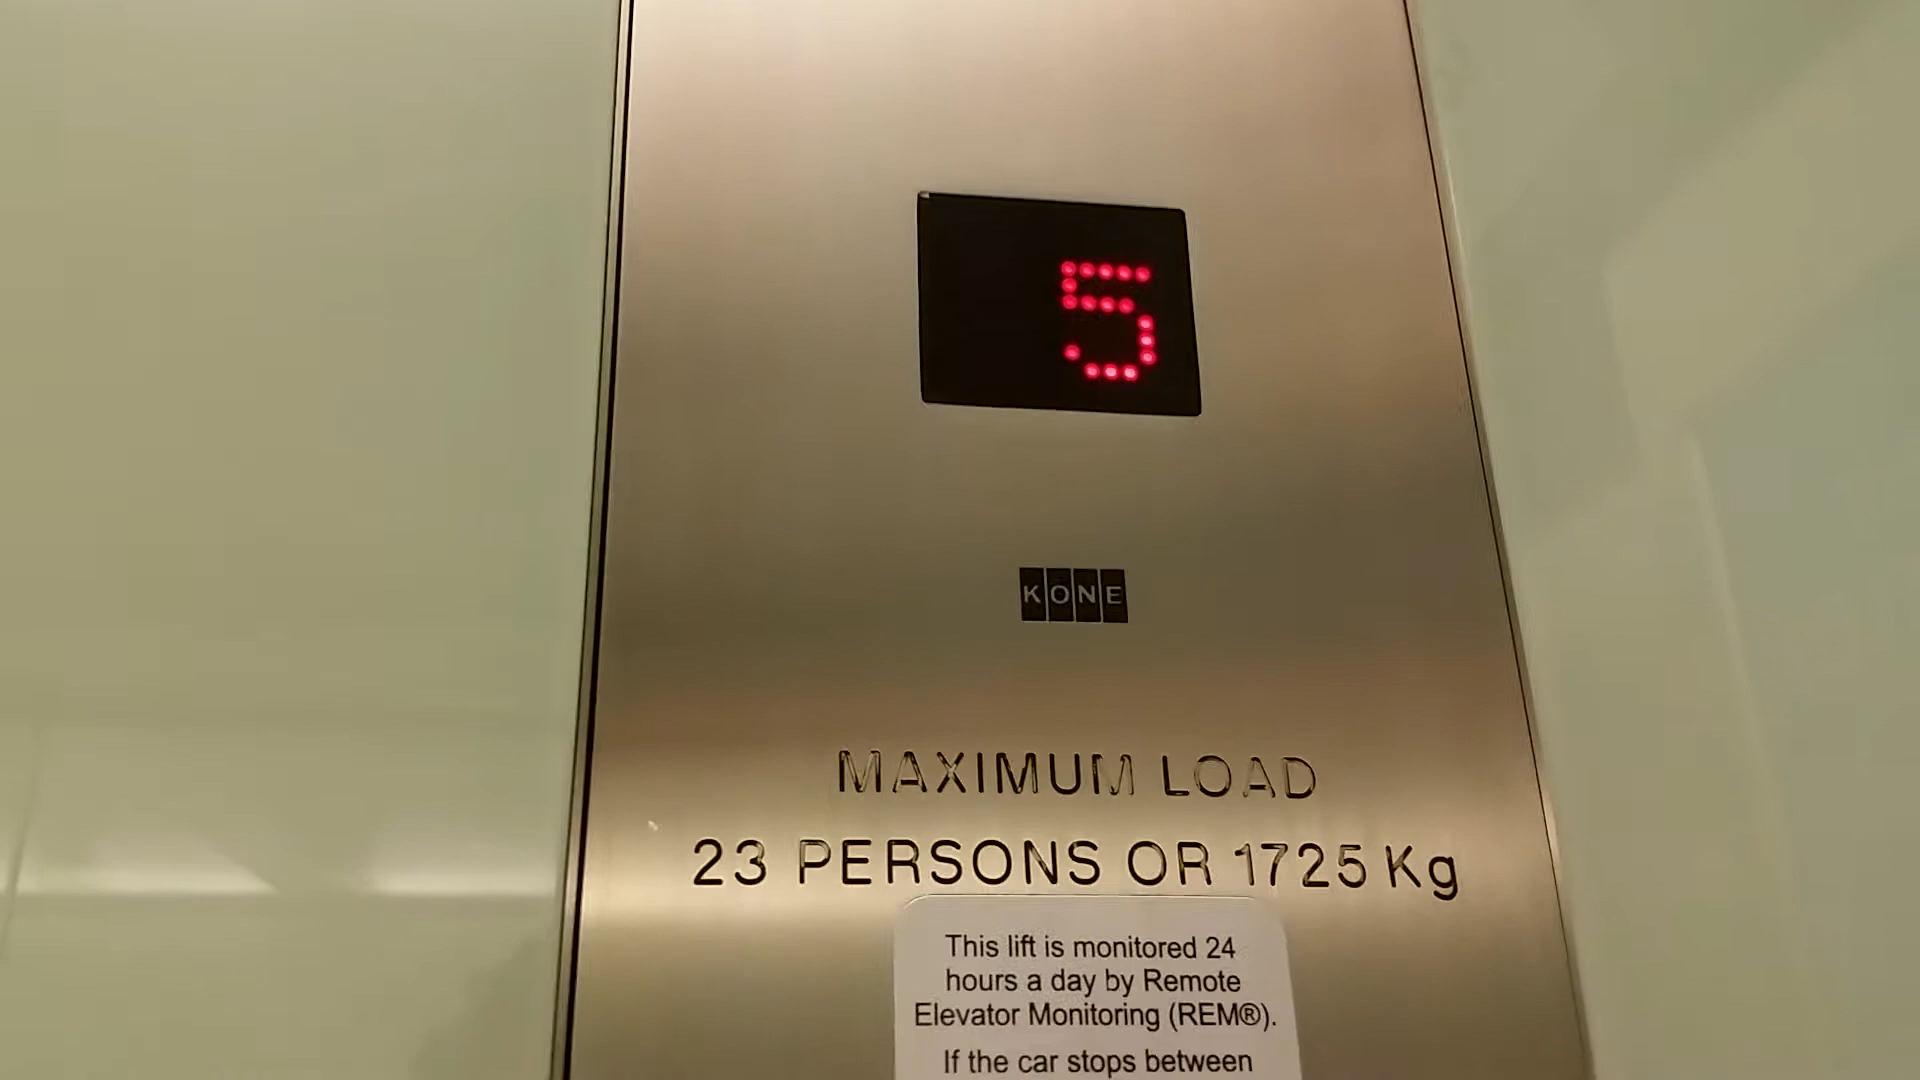 5
KONE
MAXIMUM LOAD
23 PERSONS OR 1725 Kg
This lift is monitored 24
hours a day by Remote
Elevator Monitoring (REM®).
If the car stops between